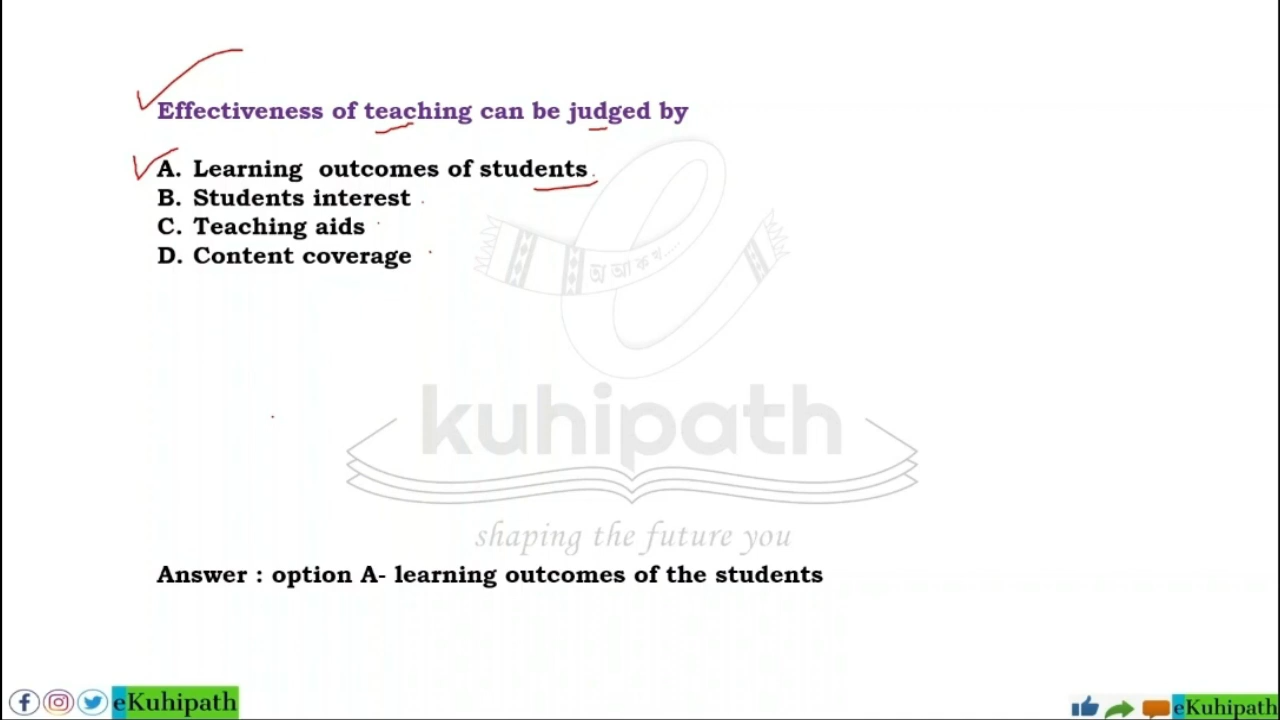 Effectiveness of teaching can be judged by
A. Learning outcomes of students
B. Students interest
C. Teaching aids
D. Content coverage
অ আ ক খ....
kuhipath
shaping the future you
Answer : option A- learning outcomes of the students
eKuhipath
eKuhipath